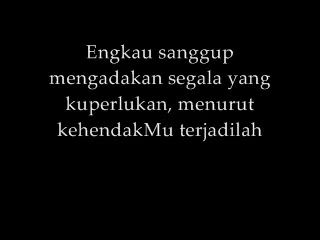 Engkau sanggup
mengadakan segala yang
kuperlukan, menurut
kehendakMu terjadilah